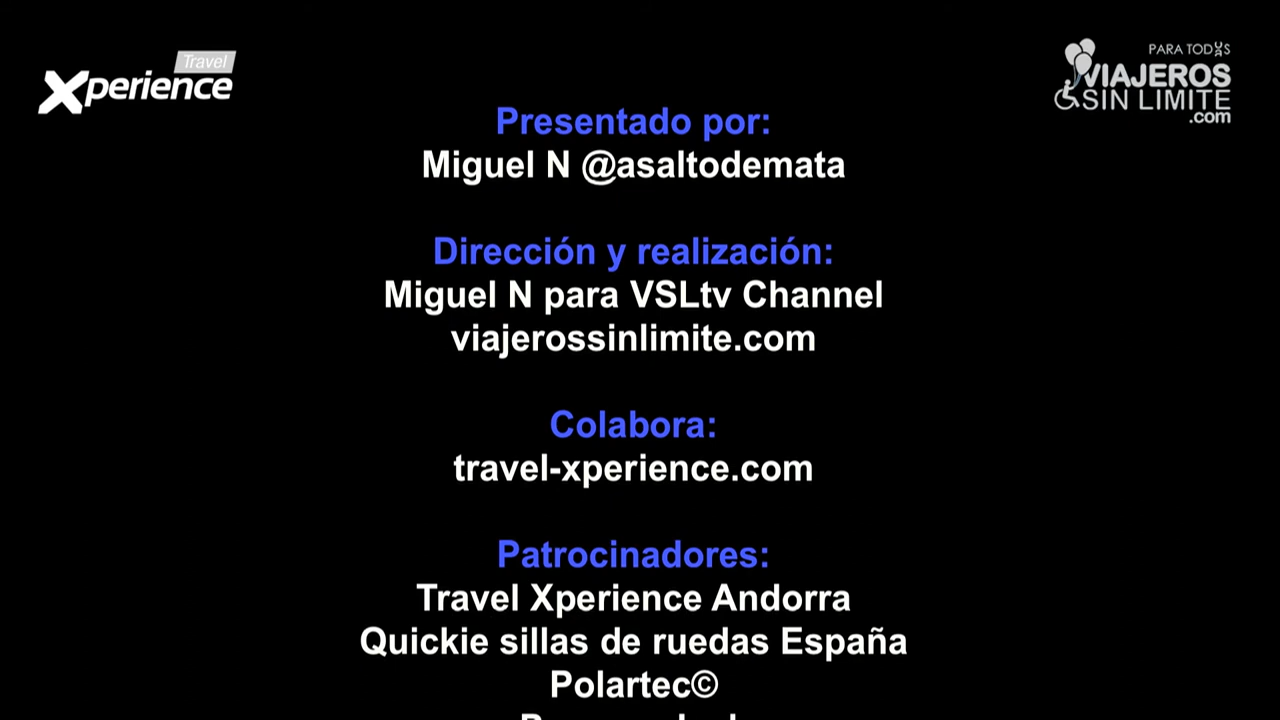 Travel
Xperience
PARA TODOS
VIAJEROS
SIN LIMITE
.com
Presentado por:
Miguel N @asaltodemata
Dirección y realización:
Miguel N para VSLtv Channel
viajerossinlimite.com
Colabora:
travel-xperience.com
Patrocinadores:
Travel Xperience Andorra
Quickie sillas de ruedas España
Polartec©